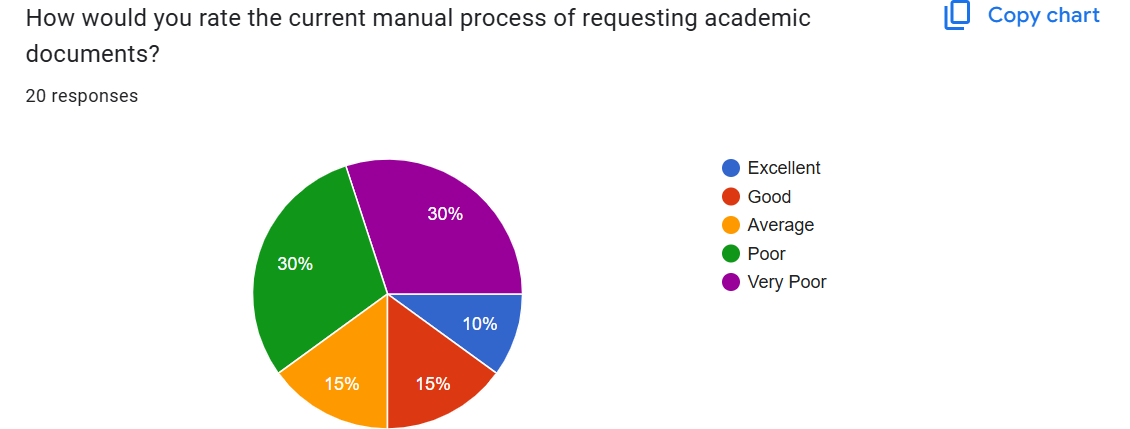 How would you rate the current manual process of requesting academic
documents?
Copy chart
20 responses
Excellent
Good
Average
Poor
Very Poor
30%
30%
10%
15%
15%